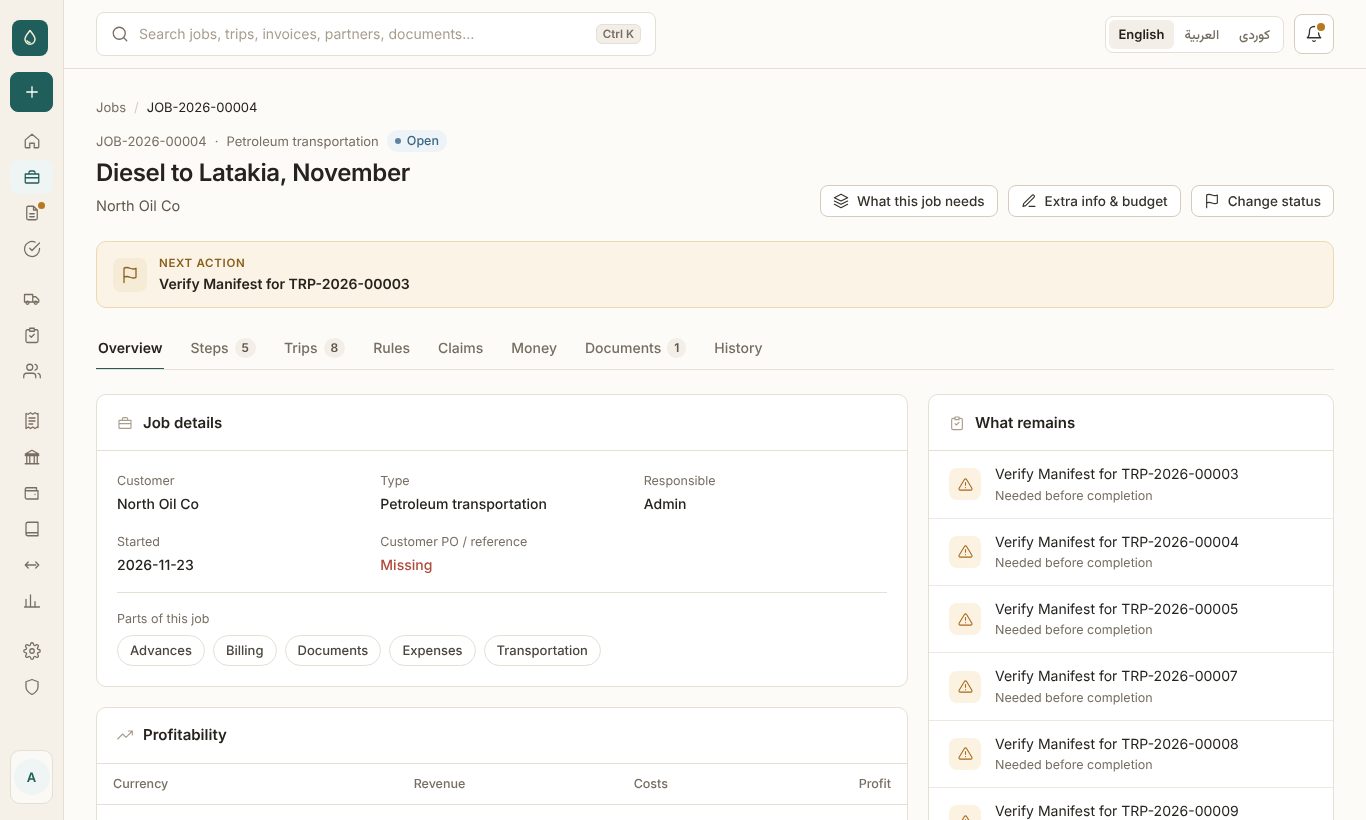 Search jobs, trips, invoices, partners, documents...
Ctrl K
English
العربية
کوردی
Jobs / JOB-2026-00004
JOB-2026-00004 · Petroleum transportation
Open
Diesel to Latakia, November
North Oil Co
What this job needs
Extra info & budget
Change status
NEXT ACTION
Verify Manifest for TRP-2026-00003
Overview
Steps 5
Trips 8
Rules
Claims
Money
Documents 1
History
Job details
Customer
North Oil Co
Type
Petroleum transportation
Responsible
Admin
Started
2026-11-23
Customer PO / reference
Missing
Parts of this job
Advances
Billing
Documents
Expenses
Transportation
Profitability
Currency
Revenue
Costs
Profit
What remains
Verify Manifest for TRP-2026-00003
Needed before completion
Verify Manifest for TRP-2026-00004
Needed before completion
Verify Manifest for TRP-2026-00005
Needed before completion
Verify Manifest for TRP-2026-00007
Needed before completion
Verify Manifest for TRP-2026-00008
Needed before completion
Verify Manifest for TRP-2026-00009
A